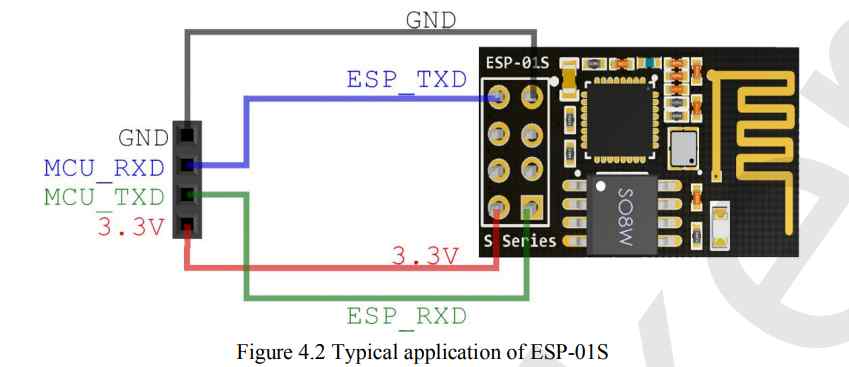 GND
ESP_TXD
ESP-01S
GND
MCU_RXD
MCU_TXD
3.3V
SO8W
S Series
3.3V
ESP_RXD
Figure 4.2 Typical application of ESP-01S